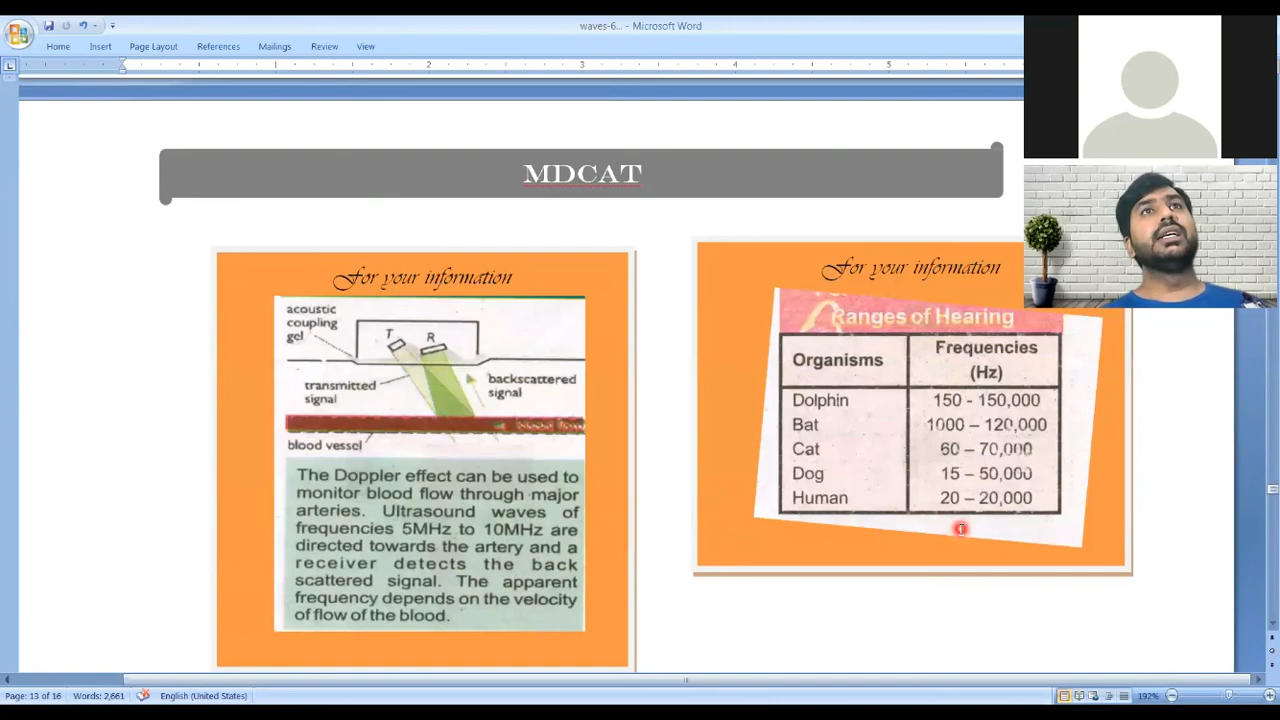 waves-6... - Microsoft Word
Home Insert Page Layout References Mailings Review View
1 2 3 4 5
MDCAT
For your information
acoustic
coupling
gel
T R
transmitted
signal
backscattered
signal
blood vessel
The Doppler effect can be used to
monitor blood flow through major
arteries. Ultrasound waves of
frequencies 5MHz to 10MHz are
directed towards the artery and a
receiver detects the back
scattered signal. The apparent
frequency depends on the velocity
of flow of the blood.
For your information
Ranges of Hearing
Organisms Frequencies
(Hz)
Dolphin 150 - 150,000
Bat 1000 – 120,000
Cat 60 – 70,000
Dog 15 – 50,000
Human 20 – 20,000
Page: 13 of 16 Words: 2,661 English (United States) 192%